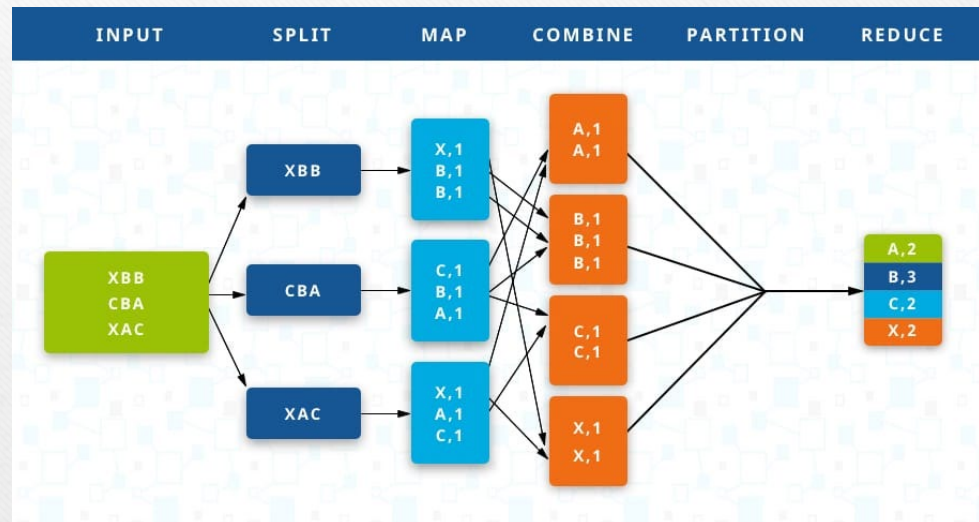 INPUT SPLIT MAP COMBINE PARTITION REDUCE
XBB
CBA
XAC
XBB
CBA
XAC
X,1
B,1
B,1
C,1
B,1
A,1
X,1
A,1
C,1
A,1
A,1
B,1
B,1
B,1
C,1
C,1
X,1
X,1
A,2
B,3
C,2
X,2